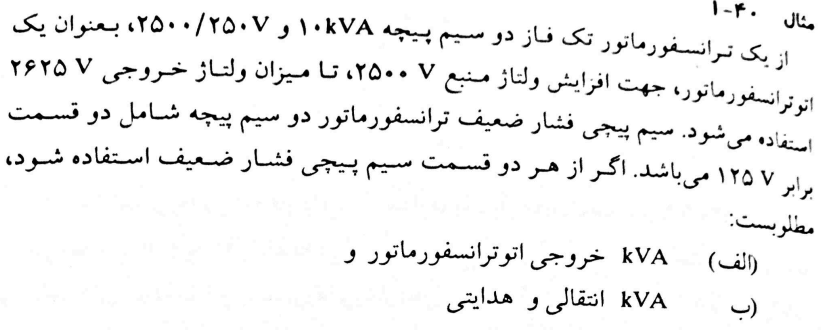 مثال ۴۰-۱
از یک ترانسفورماتور تک فاز دو سیم پیچه ۱۰kVA و ۲۵۰۰/۲۵۰V، بعنوان یک
اتوترانسفورماتور، جهت افزایش ولتاژ منبع ۲۵۰۰ V، تا میزان ولتاژ خروجی ۲۶۲۵ V
استفاده می‌شود. سیم پیچی فشار ضعیف ترانسفورماتور دو سیم پیچه شامل دو قسمت
برابر ۱۲۵ V می‌باشد. اگر از هر دو قسمت سیم پیچی فشار ضعیف استفاده شود،
مطلوبست:
(الف) kVA خروجی اتوترانسفورماتور و
ب) kVA انتقالی و هدایتی